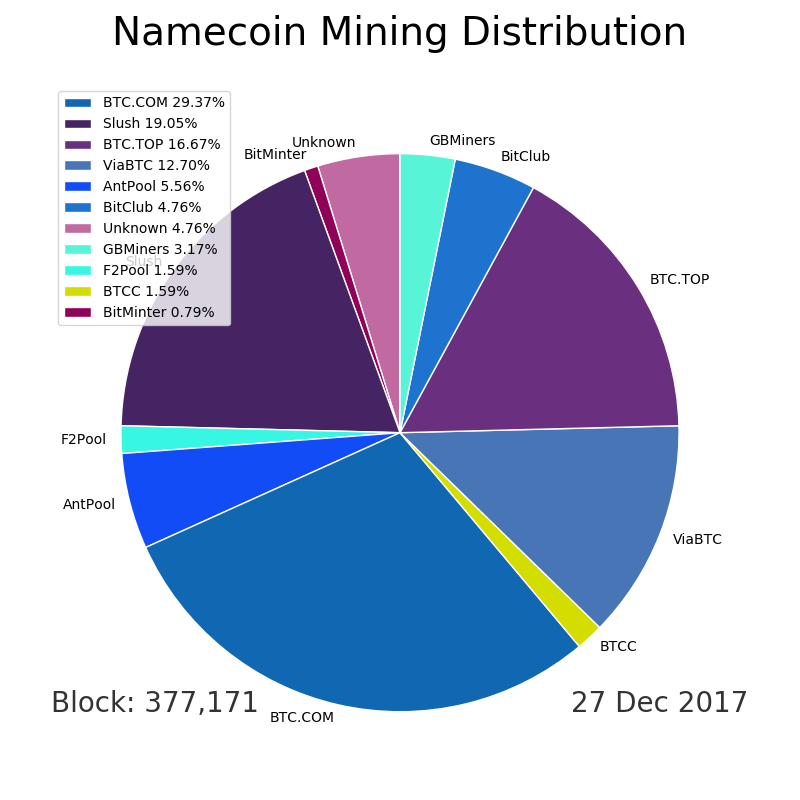 Namecoin Mining Distribution
BTC.COM 29.37%
Slush 19.05%
BTC.TOP 16.67%
ViaBTC 12.70%
AntPool 5.56%
BitClub 4.76%
Unknown 4.76%
GBMiners 3.17%
F2Pool 1.59%
BTCC 1.59%
BitMinter 0.79%
GBMiners
BitClub
BTC.TOP
ViaBTC
BTCC
BTC.COM
AntPool
F2Pool
Slush
BitMinter
Unknown
Block: 377,171
27 Dec 2017